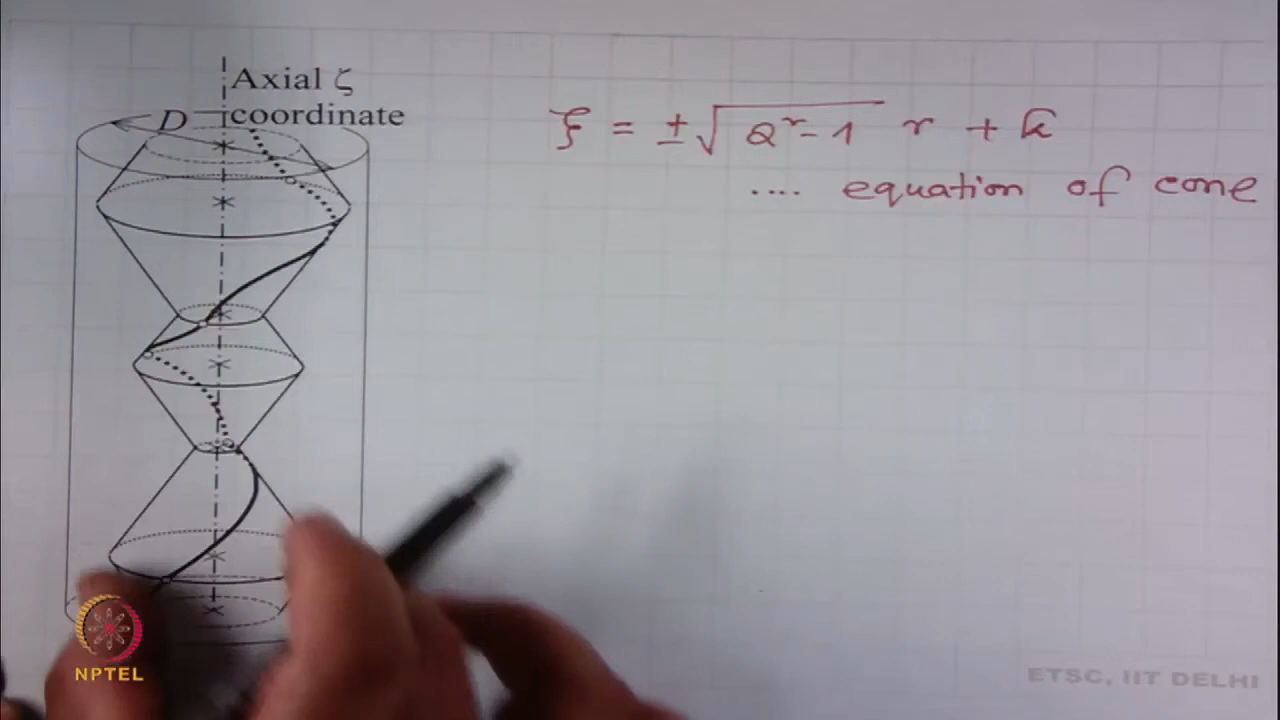 Axial ζ
coordinate
D
ξ = ±√(Q² - 1) r + k
.... equation of cone
NPTEL
ETSC, IIT DELHI